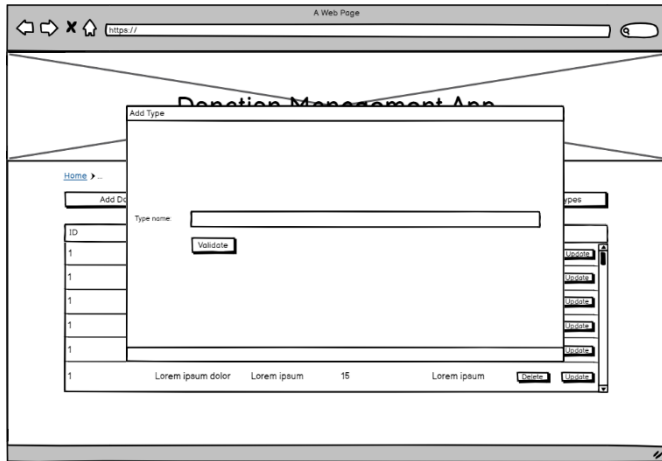 A Web Page
https://
Donation Management App
Add Type
Home > ...
Add Do
ypes
Type name:
Validate
ID
1 Update
1 Update
1 Update
1 Update
1 Update
1 Lorem ipsum dolor Lorem ipsum 15 Lorem ipsum Delete Update